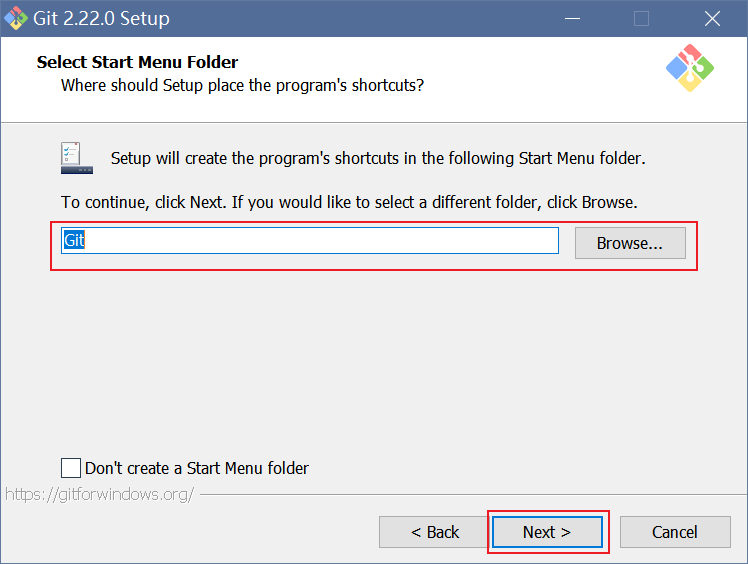 Git 2.22.0 Setup
Select Start Menu Folder
Where should Setup place the program's shortcuts?
Setup will create the program's shortcuts in the following Start Menu folder.
To continue, click Next. If you would like to select a different folder, click Browse.
Git
Browse...
Don't create a Start Menu folder
https://gitforwindows.org/
< Back
Next >
Cancel